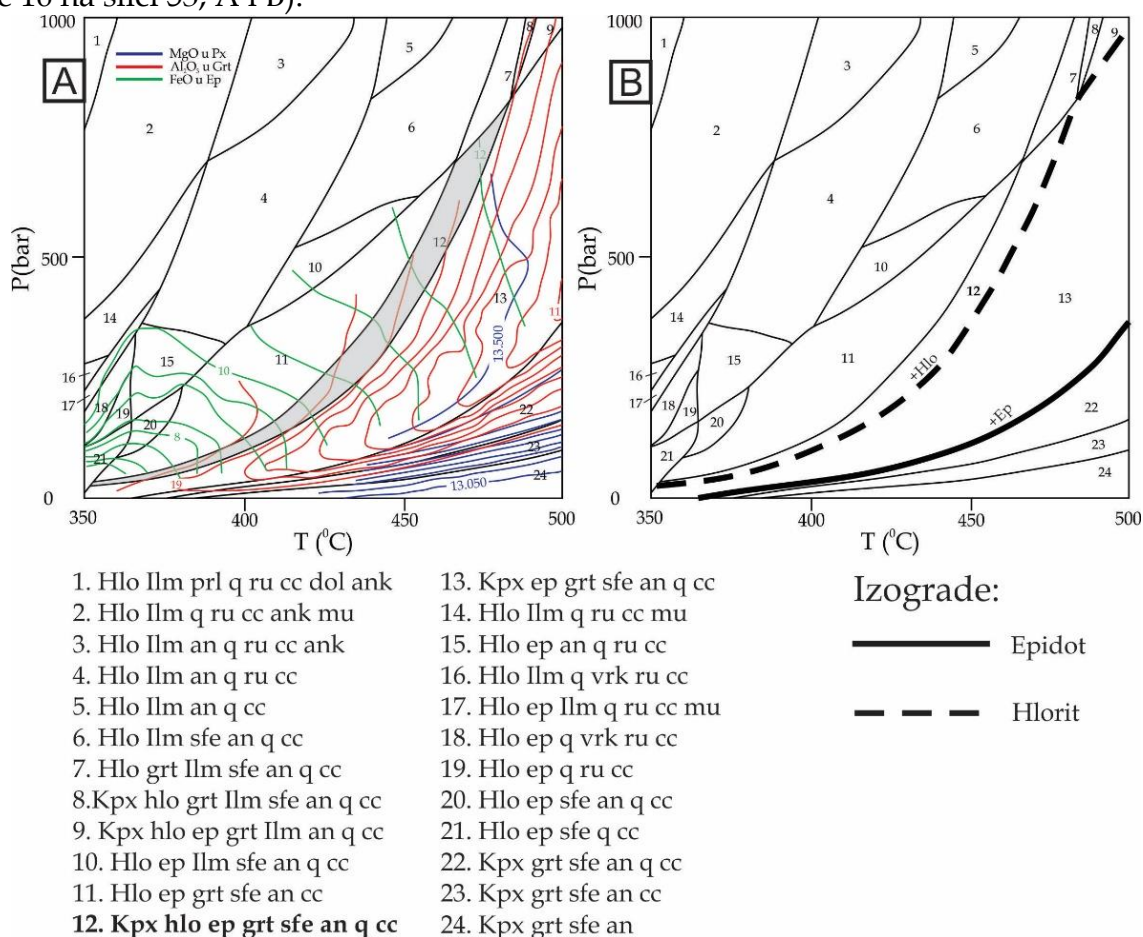 1000
A
MgO u Px
Al₂O₃ u Grt
FeO u Ep
1
2
3
4
5
6
7
8
9
10
11
12
12
13
14
15
16
17
18
19
20
21
22
23
24
10
8
19
12
11
13.500
13.050
P(bar)
500
0
350
400
450
500
T (⁰C)
1000
B
1
2
3
4
5
6
7
8
9
10
11
12
13
14
15
16
17
18
19
20
21
22
23
24
+Hlo
+Ep
P(bar)
500
0
350
400
450
500
T (⁰C)
1. Hlo Ilm prl q ru cc dol ank
2. Hlo Ilm q ru cc ank mu
3. Hlo Ilm an q ru cc ank
4. Hlo Ilm an q ru cc
5. Hlo Ilm an q cc
6. Hlo Ilm sfe an q cc
7. Hlo grt Ilm sfe an q cc
8.Kpx hlo grt Ilm sfe an q cc
9. Kpx hlo ep grt Ilm an q cc
10. Hlo ep Ilm sfe an q cc
11. Hlo ep grt sfe an cc
12. Kpx hlo ep grt sfe an q cc
13. Kpx ep grt sfe an q cc
14. Hlo Ilm q ru cc mu
15. Hlo ep an q ru cc
16. Hlo Ilm q vrk ru cc
17. Hlo ep Ilm q ru cc mu
18. Hlo ep q vrk ru cc
19. Hlo ep q ru cc
20. Hlo ep sfe an q cc
21. Hlo ep sfe q cc
22. Kpx grt sfe an q cc
23. Kpx grt sfe an cc
24. Kpx grt sfe an
Izograde:
Epidot
Hlorit